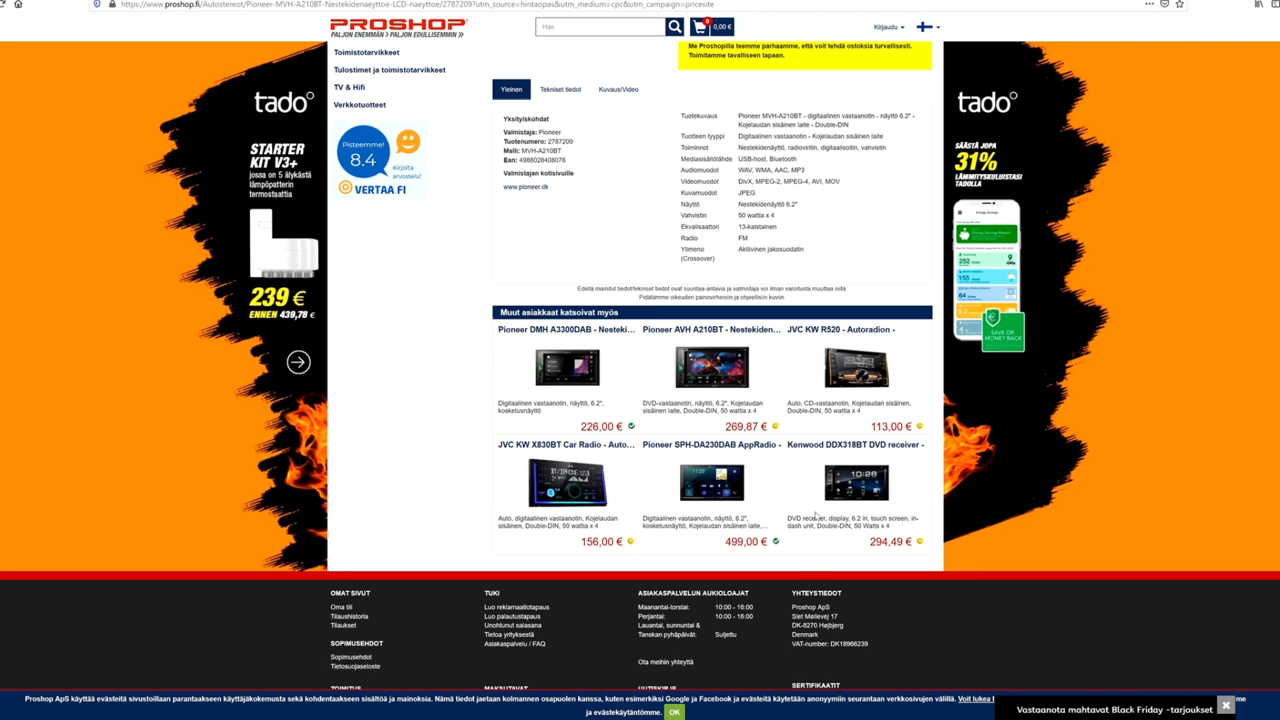 https://www.proshop.fi/Autostereot/Pioneer-MVH-A210BT-Nestekidenaeyttoe-LCD-naeyttoe/2787209?utm_source=hintaopas&utm_medium=cpc&utm_campaign=pricesite
PROSHOP
PALJON ENEMMÄN > PALJON EDULLISEMMIN >>>
Hae
0
0,00 €
Kirjaudu
Toimistotarvikkeet
Tulostimet ja toimistotarvikkeet
TV & Hifi
Verkkotuotteet
Me Proshopilla teemme parhaamme, että voit tehdä ostoksia turvallisesti.
Toimitamme tavalliseen tapaan.
Yleinen
Tekniset tiedot
Kuvaus/Video
Pisteemme!
8.4
Kirjoita
arvostelu!
VERTAA.FI
Yksityiskohdat
Valmistaja: Pioneer
Tuotenumero: 2787209
Malli: MVH-A210BT
Ean: 4988028408076
Valmistajan kotisivuille
www.pioneer.dk
Tuotekuvaus Pioneer MVH-A210BT - digitaalinen vastaanotin - näyttö 6.2" -
Kojelaudan sisäinen laite - Double-DIN
Tuotteen tyyppi Digitaalinen vastaanotin - Kojelaudan sisäinen laite
Toiminnot Nestekidenäyttö, radioviritin, digitaalisoitin, vahvistin
Mediasisältölähde USB-host, Bluetooth
Audiomuodot WAV, WMA, AAC, MP3
Videomuodot DivX, MPEG-2, MPEG-4, AVI, MOV
Kuvamuodot JPEG
Näyttö Nestekidenäyttö 6.2"
Vahvistin 50 wattia x 4
Ekvalisaattori 13-kaistainen
Radio FM
Ylimeno Aktiivinen jakosuodatin
(Crossover)
Edellä mainitut tiedot/tekniset tiedot ovat suuntaa-antavia ja valmistaja voi ilman varoitusta muuttaa niitä.
Pidätämme oikeuden painovirheisiin ja ohjeellisiin kuviin.
Muut asiakkaat katsoivat myös
Pioneer DMH A3300DAB - Nesteki...
Pioneer AVH A210BT - Nestekiden...
JVC KW R520 - Autoradion -
Digitaalinen vastaanotin, näyttö, 6.2",
kosketusnäyttö
DVD-vastaanotin, näyttö, 6.2", Kojelaudan
sisäinen laite, Double-DIN, 50 wattia x 4
Auto, CD-vastaanotin, Kojelaudan sisäinen,
Double-DIN, 50 wattia x 4
226,00 €
269,87 €
113,00 €
JVC KW X830BT Car Radio - Auto...
Pioneer SPH-DA230DAB AppRadio -
Kenwood DDX318BT DVD receiver -
10:28
Auto, digitaalinen vastaanotin, Kojelaudan
sisäinen, Double-DIN, 50 wattia x 4
Digitaalinen vastaanotin, näyttö, 6.2",
kosketusnäyttö, Kojelaudan sisäinen laite,...
DVD receiver, display, 6.2 in, touch screen, in-
dash unit, Double-DIN, 50 Watts x 4
156,00 €
499,00 €
294,49 €
tado°
STARTER
KIT V3+
jossa on 5 älykästä
lämpöpatterin
termostaattia
239 €
ENNEN 439,78 €
tado°
SÄÄSTÄ JOPA
31%
LÄMMITYSKULUISTASI
TADOLLA
SAVE OR
MONEY BACK
OMAT SIVUT
Oma tili
Tilaushistoria
Tilaukset
SOPIMUSEHDOT
Sopimusehdot
Tietosuojaseloste
TOIMITUS
TUKI
Luo reklamaatiotapaus
Luo palautustapaus
Unohtunut salasana
Tietoa yrityksestä
Asiakaspalvelu / FAQ
MAKSUTAVAT
ASIAKASPALVELUN AUKIOLOAJAT
Maanantai-torstai: 10:00 - 16:00
Perjantai: 10:00 - 16:00
Lauantai, sunnuntai &
Tanskan pyhäpäivät: Suljettu
Ota meihin yhteyttä
UUTISKIRJE
YHTEYSTIEDOT
Proshop ApS
Slet Møllevej 17
DK-8270 Højbjerg
Denmark
VAT-number: DK18966239
SERTIFIKAATIT
Proshop ApS käyttää evästeitä sivustollaan parantaakseen käyttäjäkokemusta sekä kohdentaakseen sisältöä ja mainoksia. Nämä tiedot jaetaan kolmannen osapuolen kanssa, kuten esimerkiksi Google ja Facebook ja evästeitä käytetään anonyymiin seurantaan verkkosivujen välillä. Voit lukea
me
ja evästekäytäntömme. OK
Vastaanota mahtavat Black Friday -tarjoukset